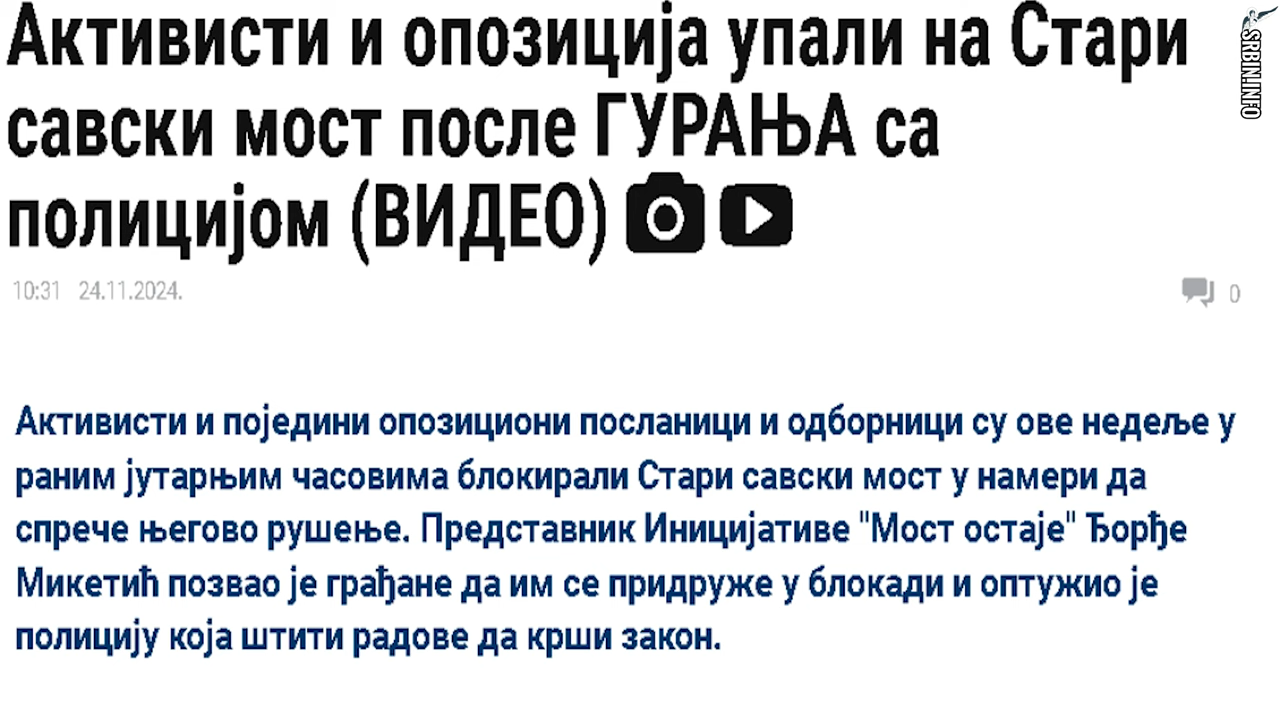 Активисти и опозиција упали на Стари
савски мост после ГУРАЊА са
полицијом (ВИДЕО)
10:31 24.11.2024.
0
Активисти и поједини опозициони посланици и одборници су ове недеље у
раним јутарњим часовима блокирали Стари савски мост у намери да
спрече његово рушење. Представник Иницијативе "Мост остаје" Ђорђе
Микетић позвао је грађане да им се придруже у блокади и оптужио је
полицију која штити радове да крши закон.
SRBIN.INFO